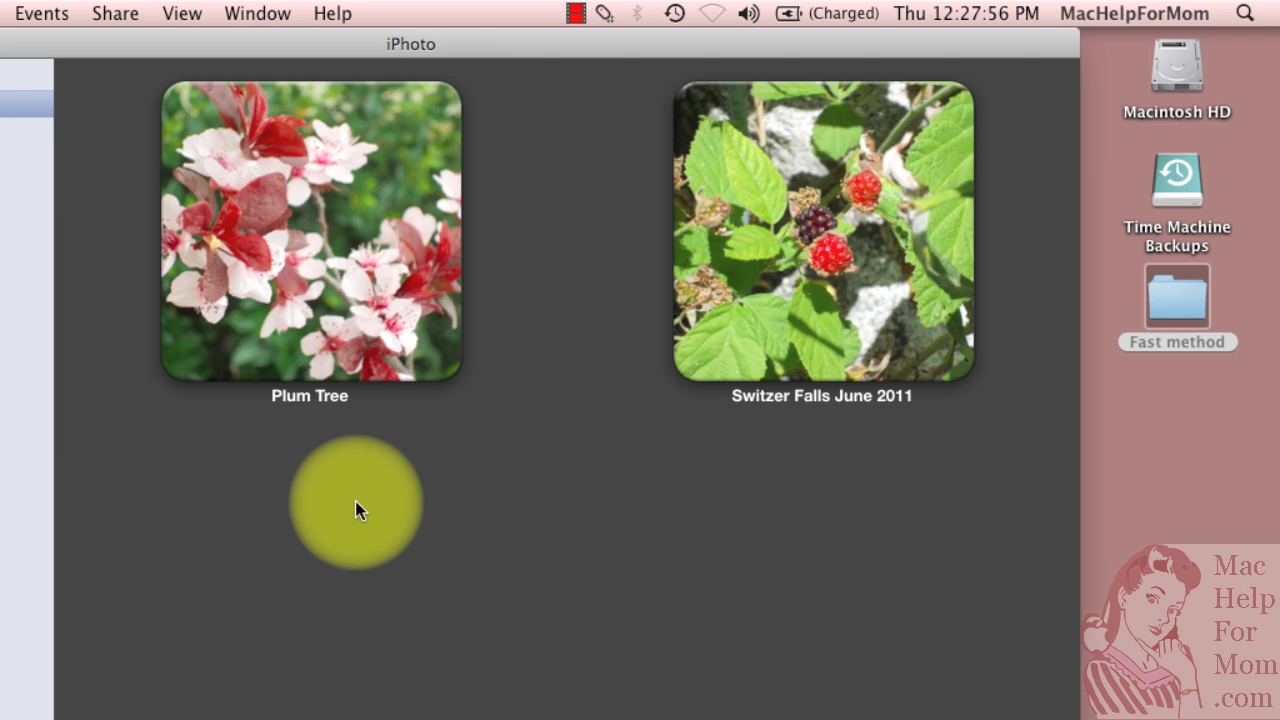 Events Share View Window Help (Charged) Thu 12:27:56 PM MacHelpForMom
iPhoto
Macintosh HD
Time Machine
Backups
Fast method
Plum Tree
Switzer Falls June 2011
Mac
Help
For
Mom
.com